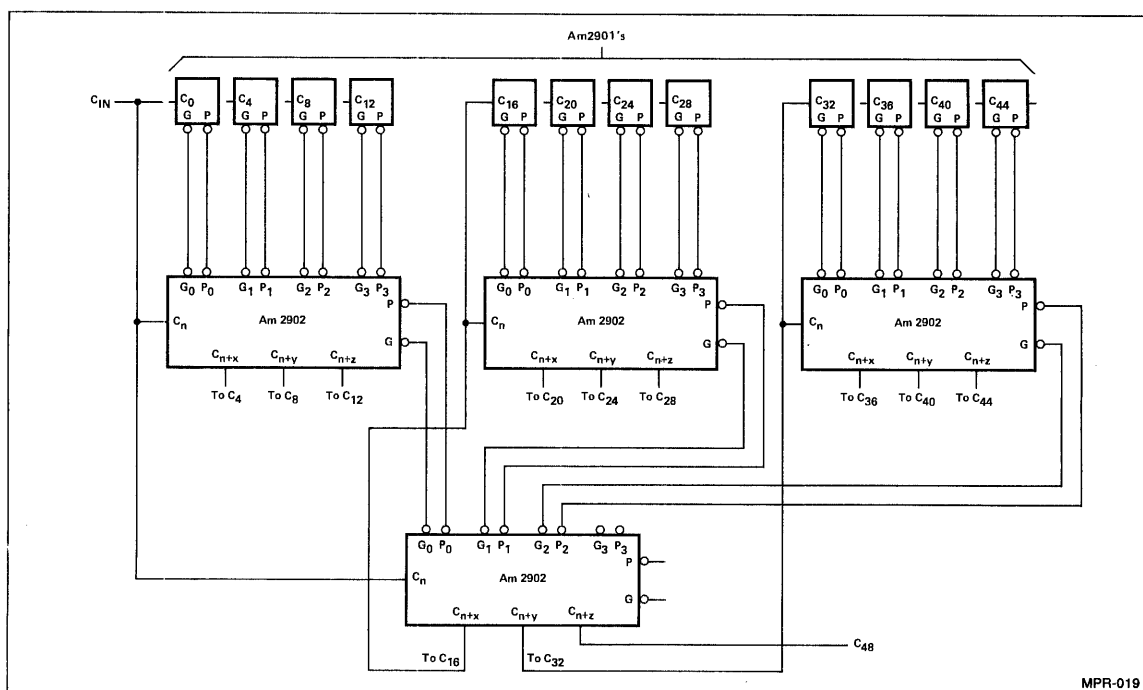 Am2901's
C_IN
C0 C4 C8 C12 C16 C20 C24 C28 C32 C36 C40 C44
G P G P G P G P G P G P G P G P G P G P G P G P
G0 P0 G1 P1 G2 P2 G3 P3 G0 P0 G1 P1 G2 P2 G3 P3 G0 P0 G1 P1 G2 P2 G3 P3
P P P
Cn Am 2902 Cn Am 2902 Cn Am 2902
G G G
Cn+x Cn+y Cn+z Cn+x Cn+y Cn+z Cn+x Cn+y Cn+z
To C4 To C8 To C12 To C20 To C24 To C28 To C36 To C40 To C44
G0 P0 G1 P1 G2 P2 G3 P3
P
Cn Am 2902
G
Cn+x Cn+y Cn+z
To C16 To C32 C48
MPR-019